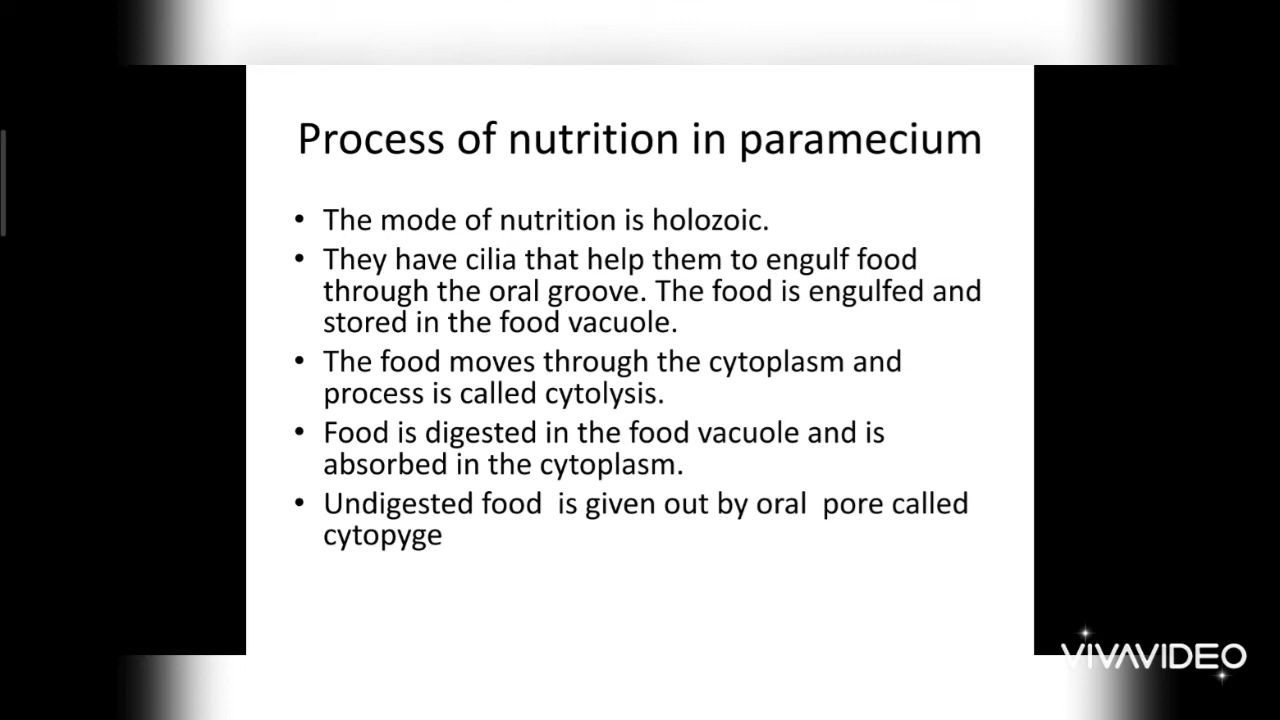 Process of nutrition in paramecium
• The mode of nutrition is holozoic.
• They have cilia that help them to engulf food
through the oral groove. The food is engulfed and
stored in the food vacuole.
• The food moves through the cytoplasm and
process is called cytolysis.
• Food is digested in the food vacuole and is
absorbed in the cytoplasm.
• Undigested food  is given out by oral  pore called
cytopyge
VIVAVIDEO